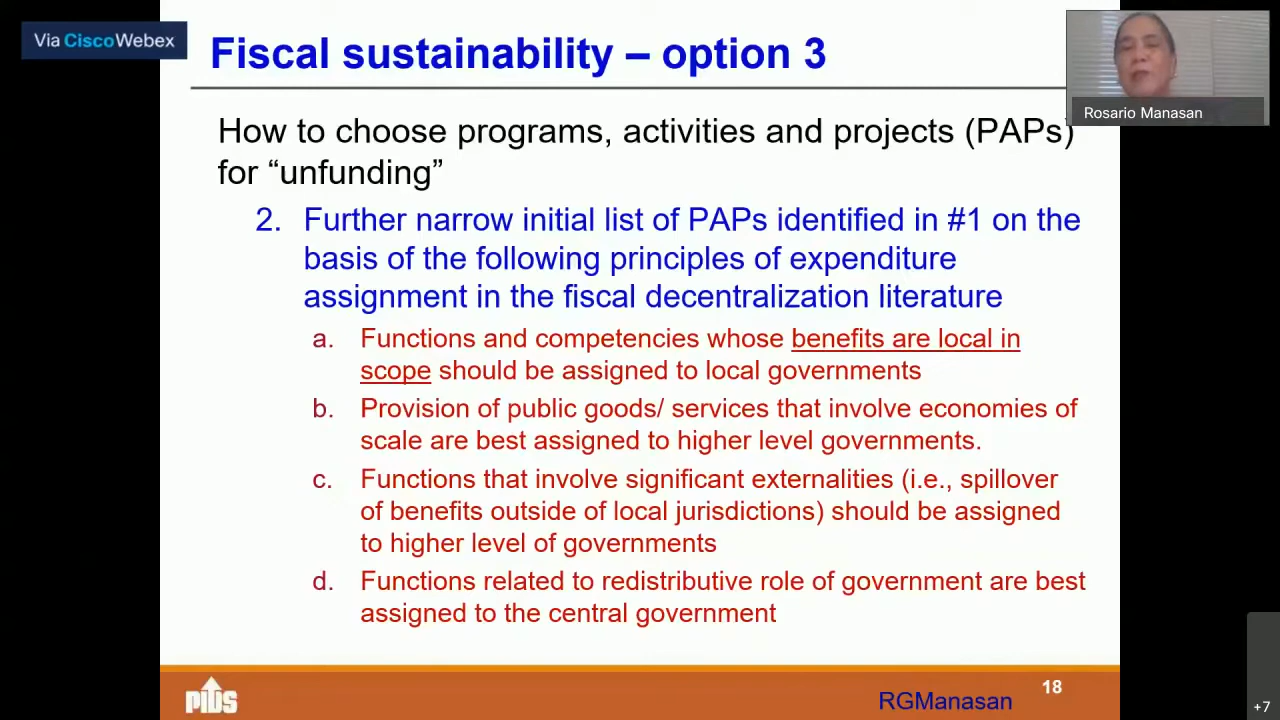 Via CiscoWebex
Fiscal sustainability – option 3
Rosario Manasan
How to choose programs, activities and projects (PAPs)
for “unfunding”
2. Further narrow initial list of PAPs identified in #1 on the
basis of the following principles of expenditure
assignment in the fiscal decentralization literature
a. Functions and competencies whose benefits are local in
scope should be assigned to local governments
b. Provision of public goods/ services that involve economies of
scale are best assigned to higher level governments.
c. Functions that involve significant externalities (i.e., spillover
of benefits outside of local jurisdictions) should be assigned
to higher level of governments
d. Functions related to redistributive role of government are best
assigned to the central government
PIDS
RGManasan
18
+7